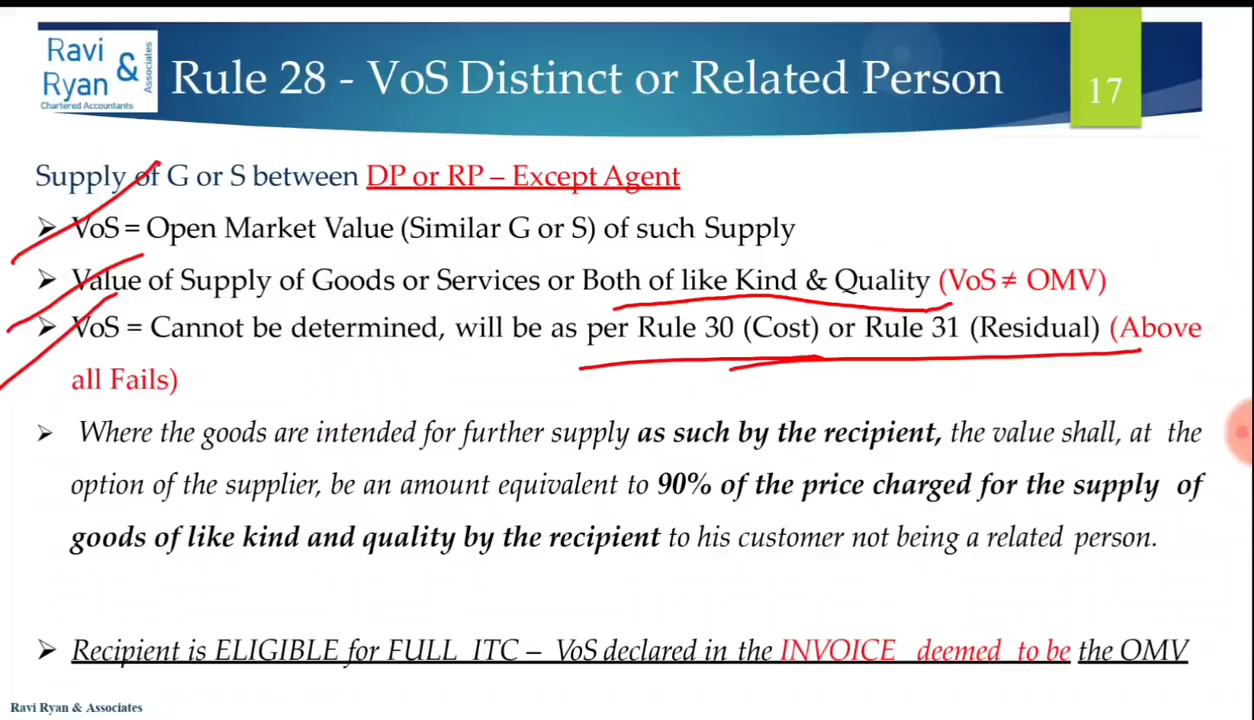 Ravi
Ryan
&
Associates
Chartered Accountants
Rule 28 - VoS Distinct or Related Person
17
Supply of G or S between DP or RP – Except Agent
➢ VoS = Open Market Value (Similar G or S) of such Supply
➢ Value of Supply of Goods or Services or Both of like Kind & Quality (VoS ≠ OMV)
➢ VoS = Cannot be determined, will be as per Rule 30 (Cost) or Rule 31 (Residual) (Above
all Fails)
➢ Where the goods are intended for further supply as such by the recipient, the value shall, at the
option of the supplier, be an amount equivalent to 90% of the price charged for the supply of
goods of like kind and quality by the recipient to his customer not being a related person.
➢ Recipient is ELIGIBLE for FULL ITC – VoS declared in the INVOICE deemed to be the OMV
Ravi Ryan & Associates